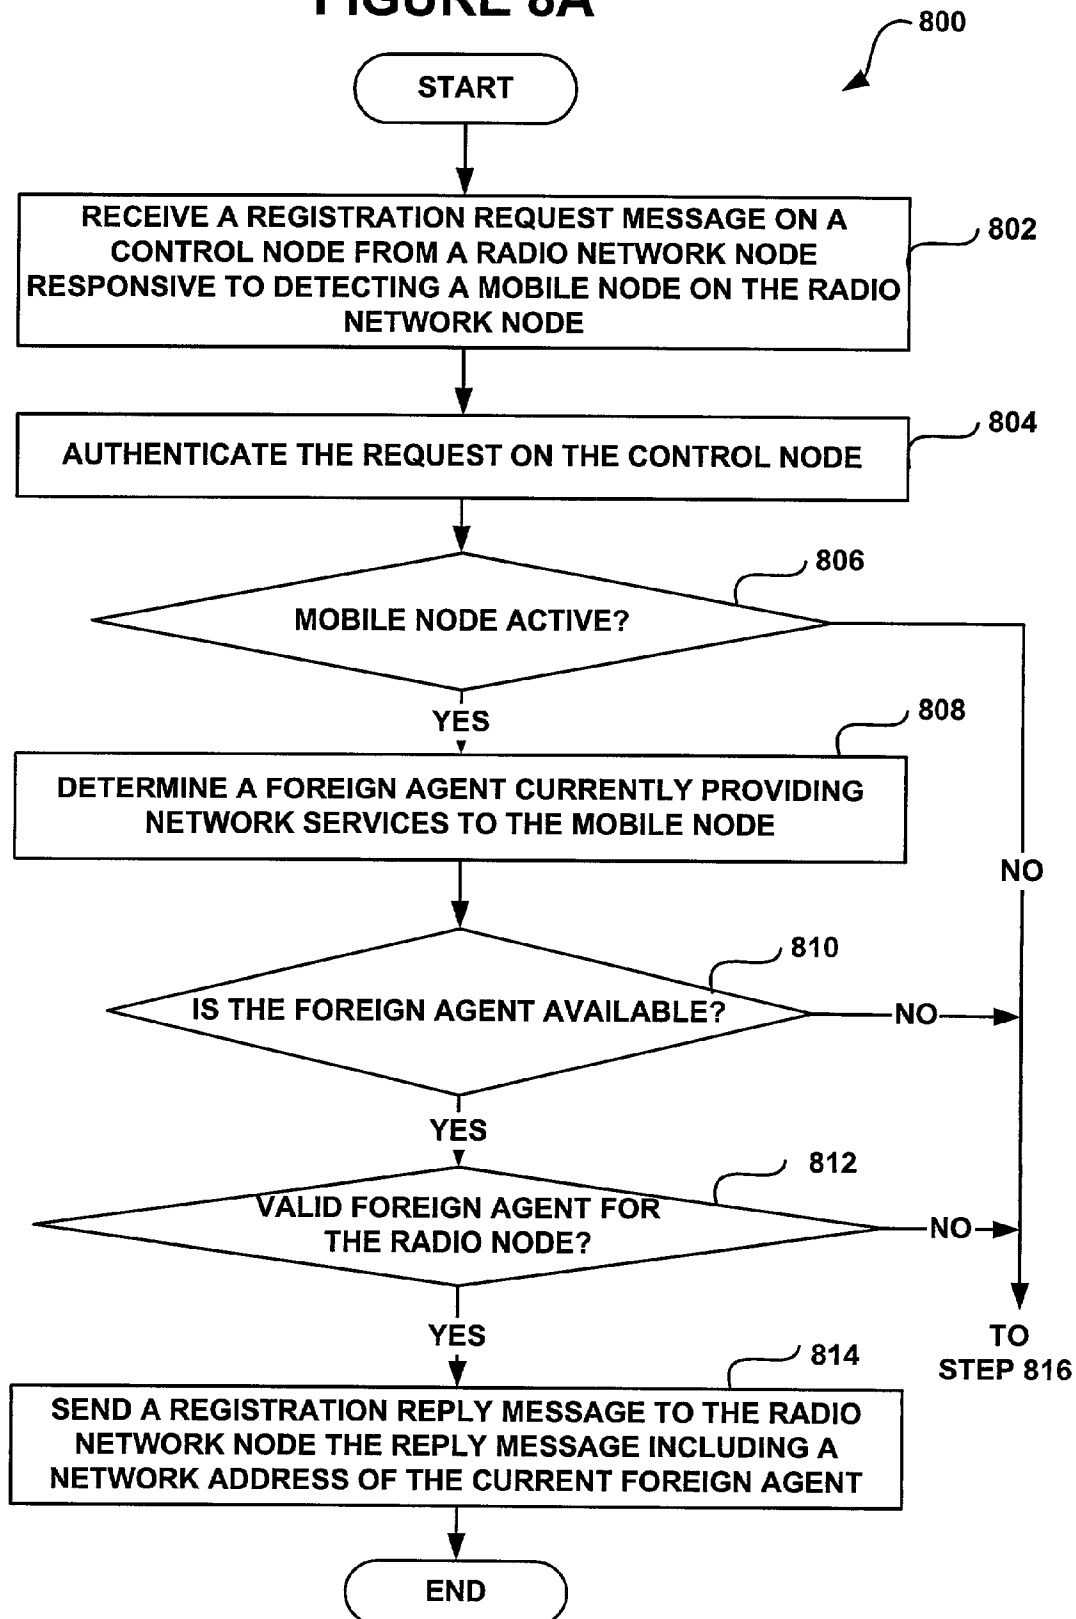 FIGURE 8A
800
START
RECEIVE A REGISTRATION REQUEST MESSAGE ON A
CONTROL NODE FROM A RADIO NETWORK NODE
RESPONSIVE TO DETECTING A MOBILE NODE ON THE RADIO
NETWORK NODE
802
AUTHENTICATE THE REQUEST ON THE CONTROL NODE
804
MOBILE NODE ACTIVE?
806
YES
808
DETERMINE A FOREIGN AGENT CURRENTLY PROVIDING
NETWORK SERVICES TO THE MOBILE NODE
NO
810
IS THE FOREIGN AGENT AVAILABLE?
NO
YES
812
VALID FOREIGN AGENT FOR
THE RADIO NODE?
NO
YES
TO
STEP 816
814
SEND A REGISTRATION REPLY MESSAGE TO THE RADIO
NETWORK NODE THE REPLY MESSAGE INCLUDING A
NETWORK ADDRESS OF THE CURRENT FOREIGN AGENT
END